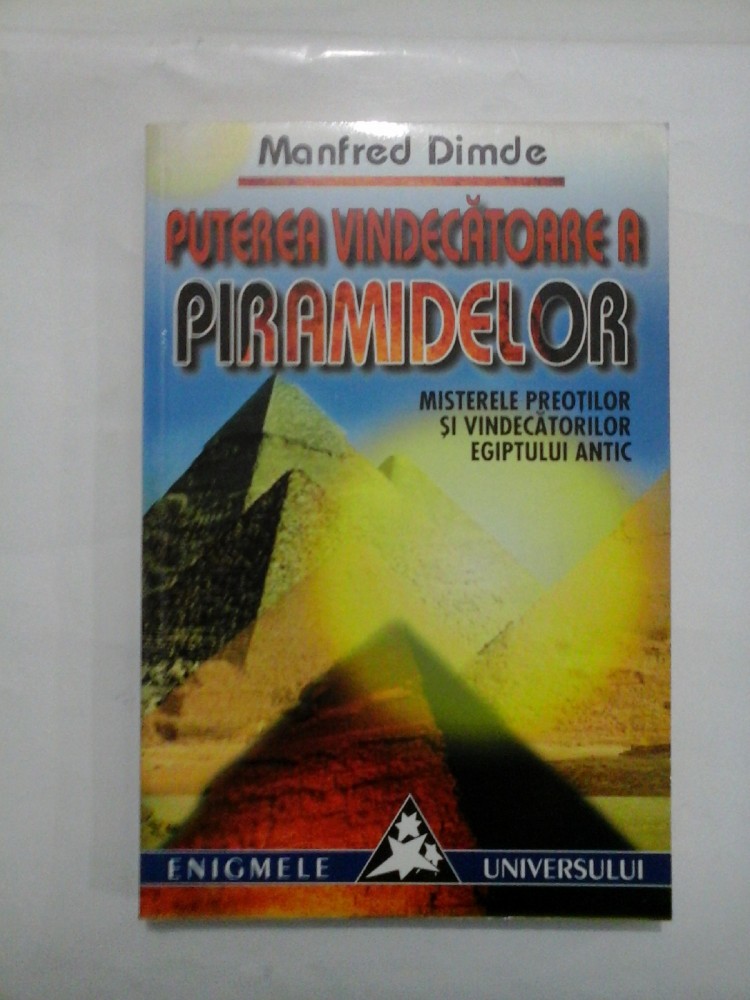 Manfred Dimde
PUTEREA VINDECĂTOARE A
PIRAMIDELOR
MISTERELE PREOȚILOR
ȘI VINDECĂTORILOR
EGIPTULUI ANTIC
ENIGMELE UNIVERSULUI